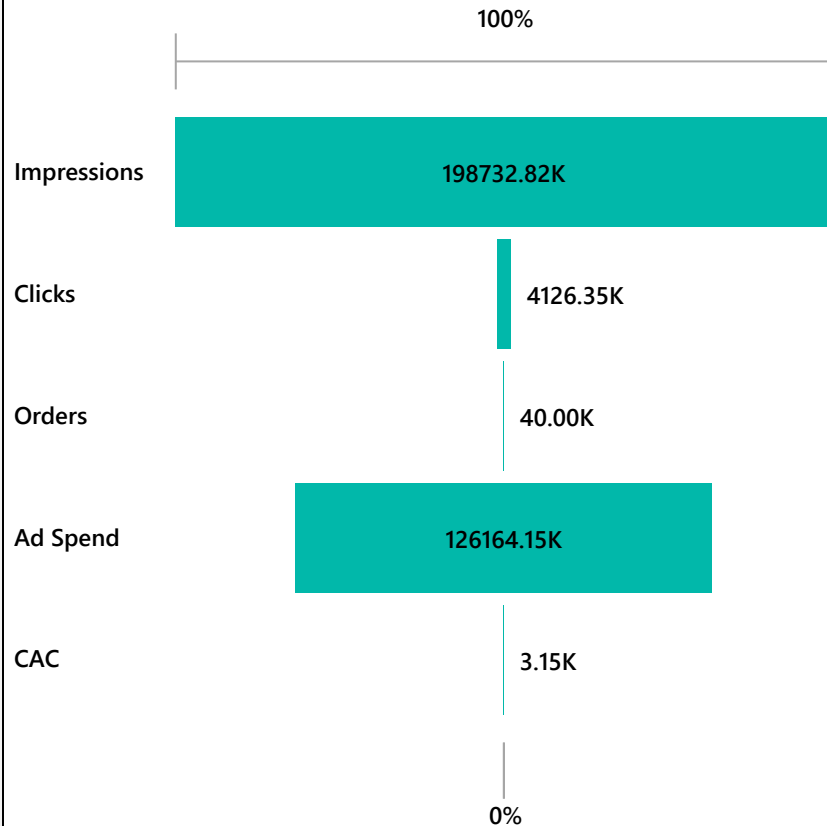 100%
Impressions
198732.82K
Clicks
4126.35K
Orders
40.00K
Ad Spend
126164.15K
CAC
3.15K
0%